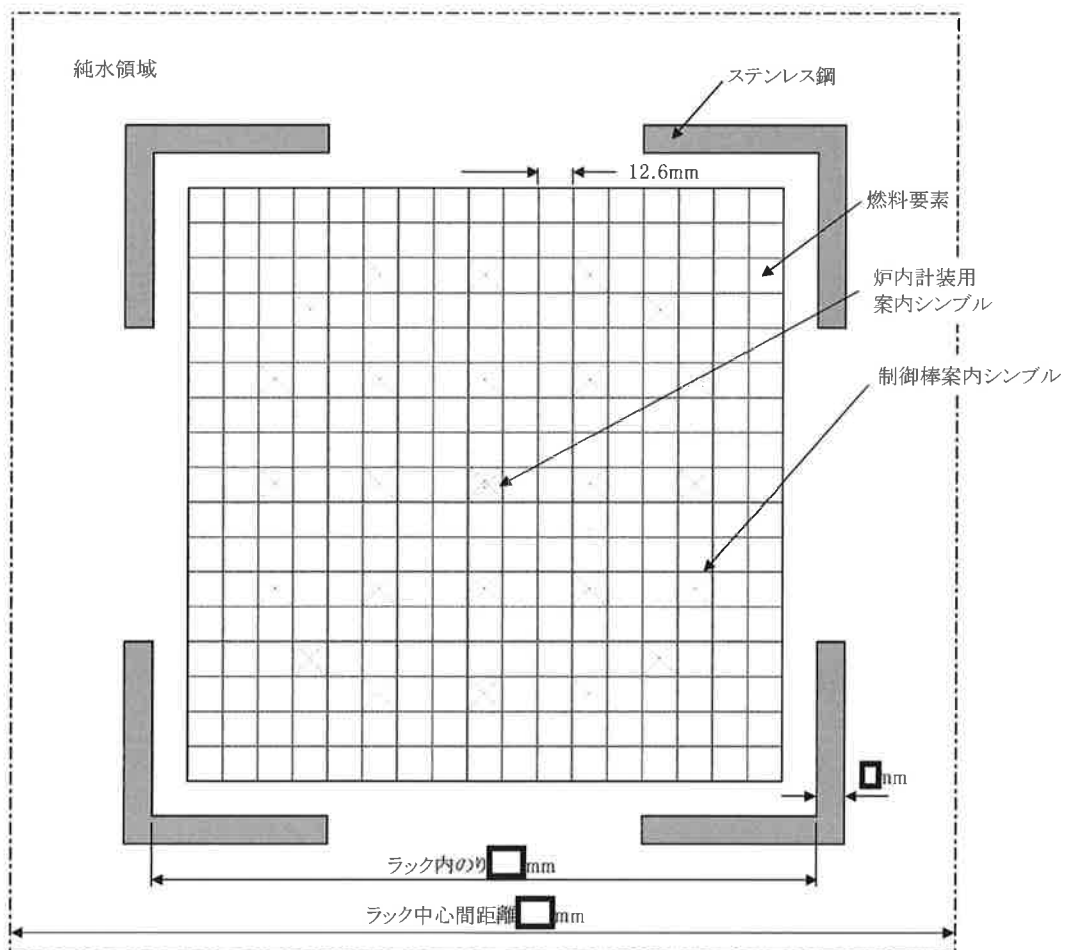 純水領域
ステンレス鋼
12.6mm
燃料要素
炉内計装用
案内シンブル
制御棒案内シンブル
mm
ラック内のり mm
ラック中心間距離 mm